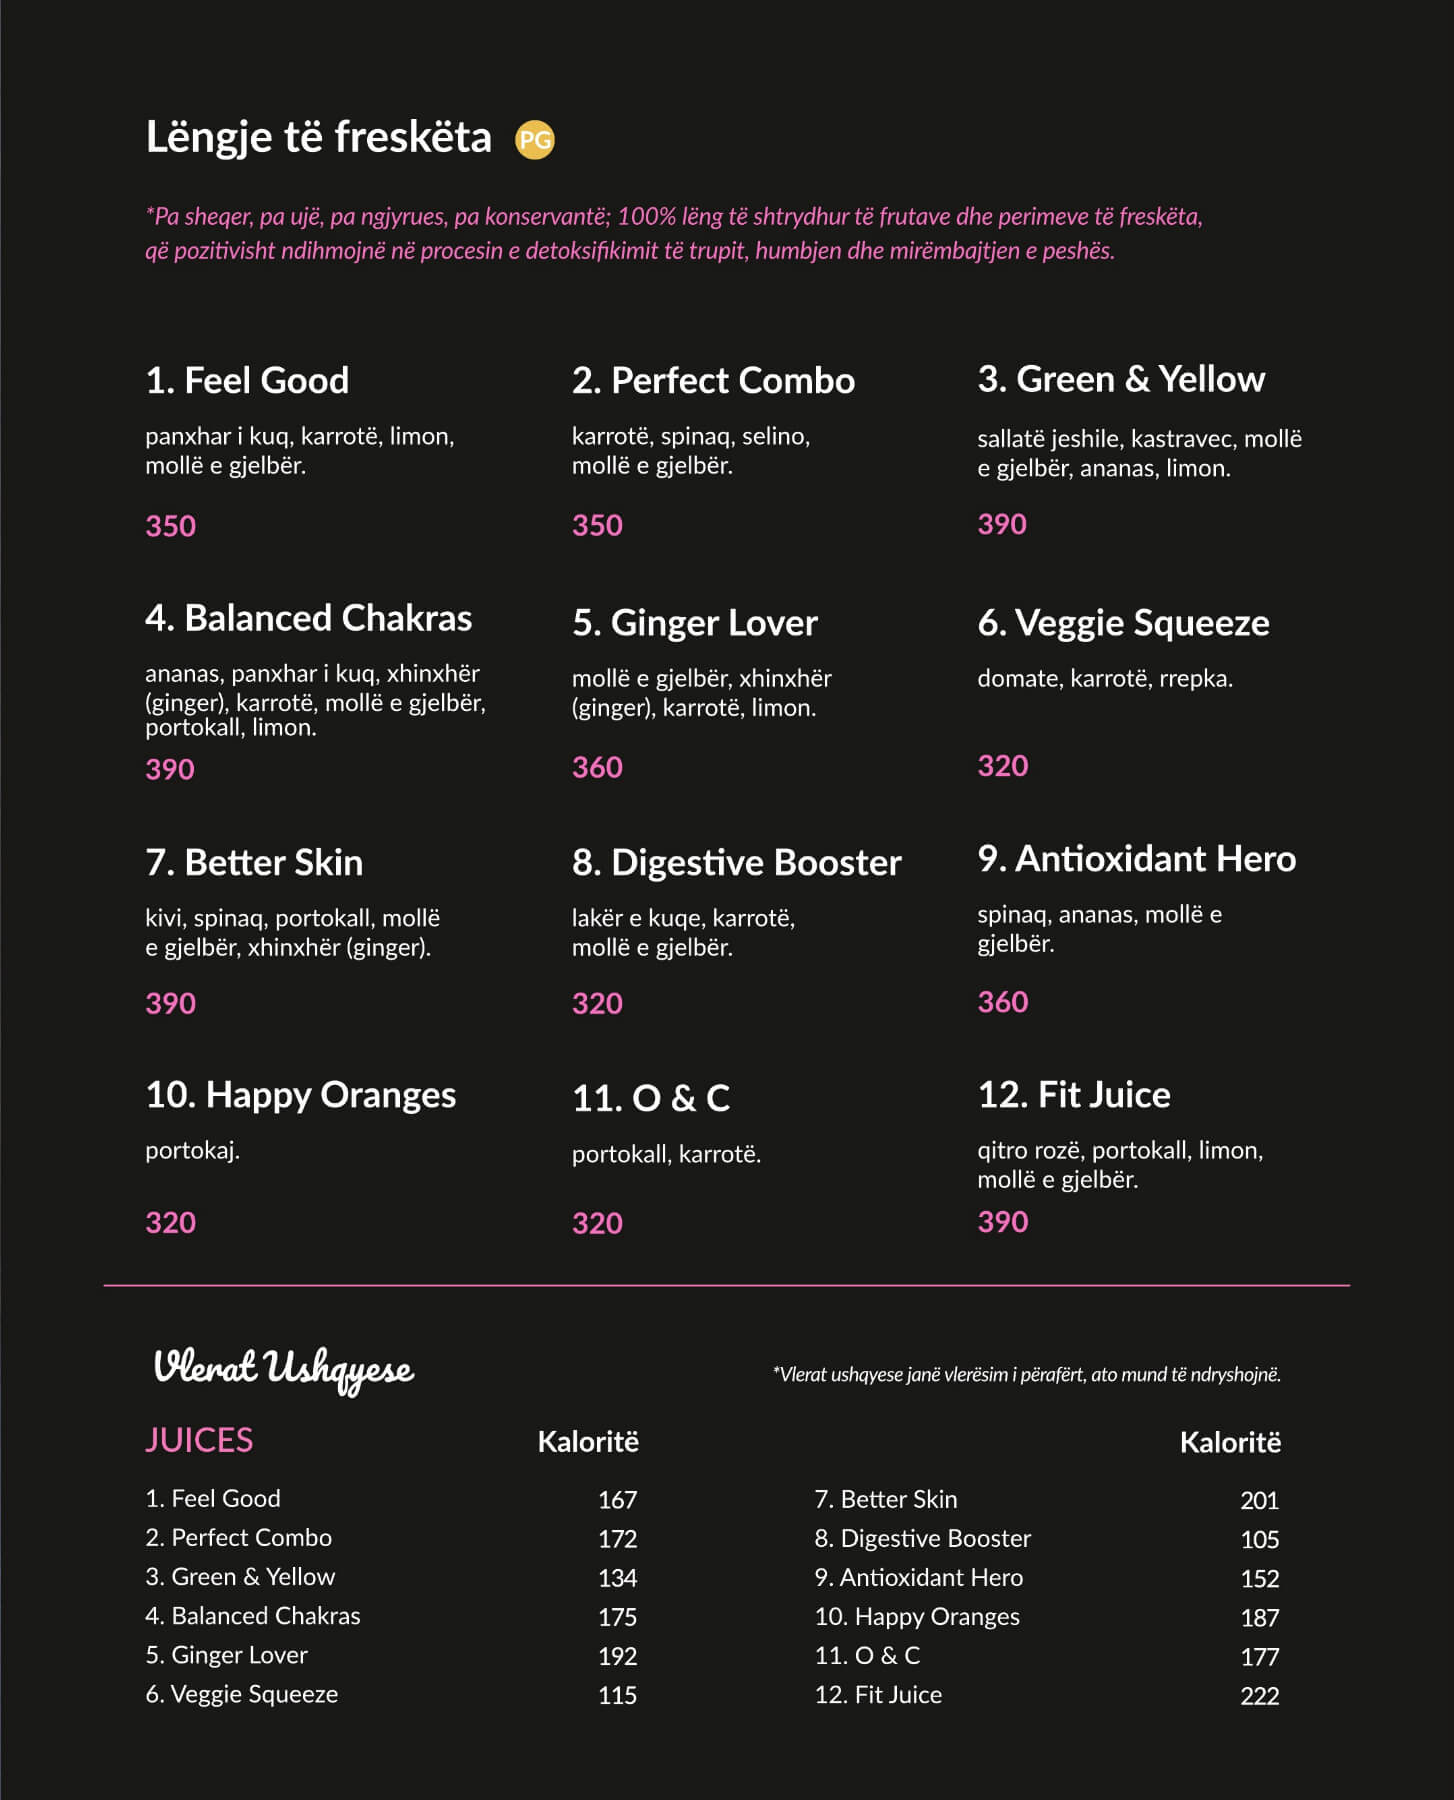 Lëngje të freskëta PG
*Pa sheqer, pa ujë, pa ngjyrues, pa konservantë; 100% lëng të shtrydhur të frutave dhe perimeve të freskëta,
që pozitivisht ndihmojnë në procesin e detoksifikimit të trupit, humbjen dhe mirëmbajtjen e peshës.
1. Feel Good
panxhar i kuq, karrotë, limon,
mollë e gjelbër.
350
2. Perfect Combo
karrotë, spinaq, selino,
mollë e gjelbër.
350
3. Green & Yellow
sallatë jeshile, kastravec, mollë
e gjelbër, ananas, limon.
390
4. Balanced Chakras
ananas, panxhar i kuq, xhinxhër
(ginger), karrotë, mollë e gjelbër,
portokall, limon.
390
5. Ginger Lover
mollë e gjelbër, xhinxhër
(ginger), karrotë, limon.
360
6. Veggie Squeeze
domate, karrotë, rrepka.
320
7. Better Skin
kivi, spinaq, portokall, mollë
e gjelbër, xhinxhër (ginger).
390
8. Digestive Booster
lakër e kuqe, karrotë,
mollë e gjelbër.
320
9. Antioxidant Hero
spinaq, ananas, mollë e
gjelbër.
360
10. Happy Oranges
portokaj.
320
11. O & C
portokall, karrotë.
320
12. Fit Juice
qitro rozë, portokall, limon,
mollë e gjelbër.
390
Vlerat Ushqyese
*Vlerat ushqyese janë vlerësim i përafërt, ato mund të ndryshojnë.
JUICES Kaloritë
1. Feel Good 167
2. Perfect Combo 172
3. Green & Yellow 134
4. Balanced Chakras 175
5. Ginger Lover 192
6. Veggie Squeeze 115
Kaloritë
7. Better Skin 201
8. Digestive Booster 105
9. Antioxidant Hero 152
10. Happy Oranges 187
11. O & C 177
12. Fit Juice 222